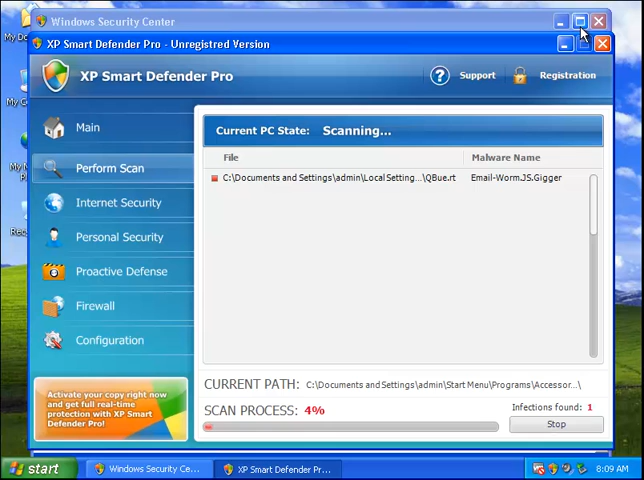 Windows Security Center
XP Smart Defender Pro - Unregistred Version
XP Smart Defender Pro
Support
Registration
Main
Perform Scan
Internet Security
Personal Security
Proactive Defense
Firewall
Configuration
Activate your copy right now
and get full real-time
protection with XP Smart
Defender Pro!
Current PC State: Scanning...
File Malware Name
C:\Documents and Settings\admin\Local Setting...\QBue.rt Email-Worm.JS.Gigger
CURRENT PATH: C:\Documents and Settings\admin\Start Menu\Programs\Accessor...\
SCAN PROCESS: 4%
Infections found: 1
Stop
start
Windows Security Ce...
XP Smart Defender Pr...
8:09 AM